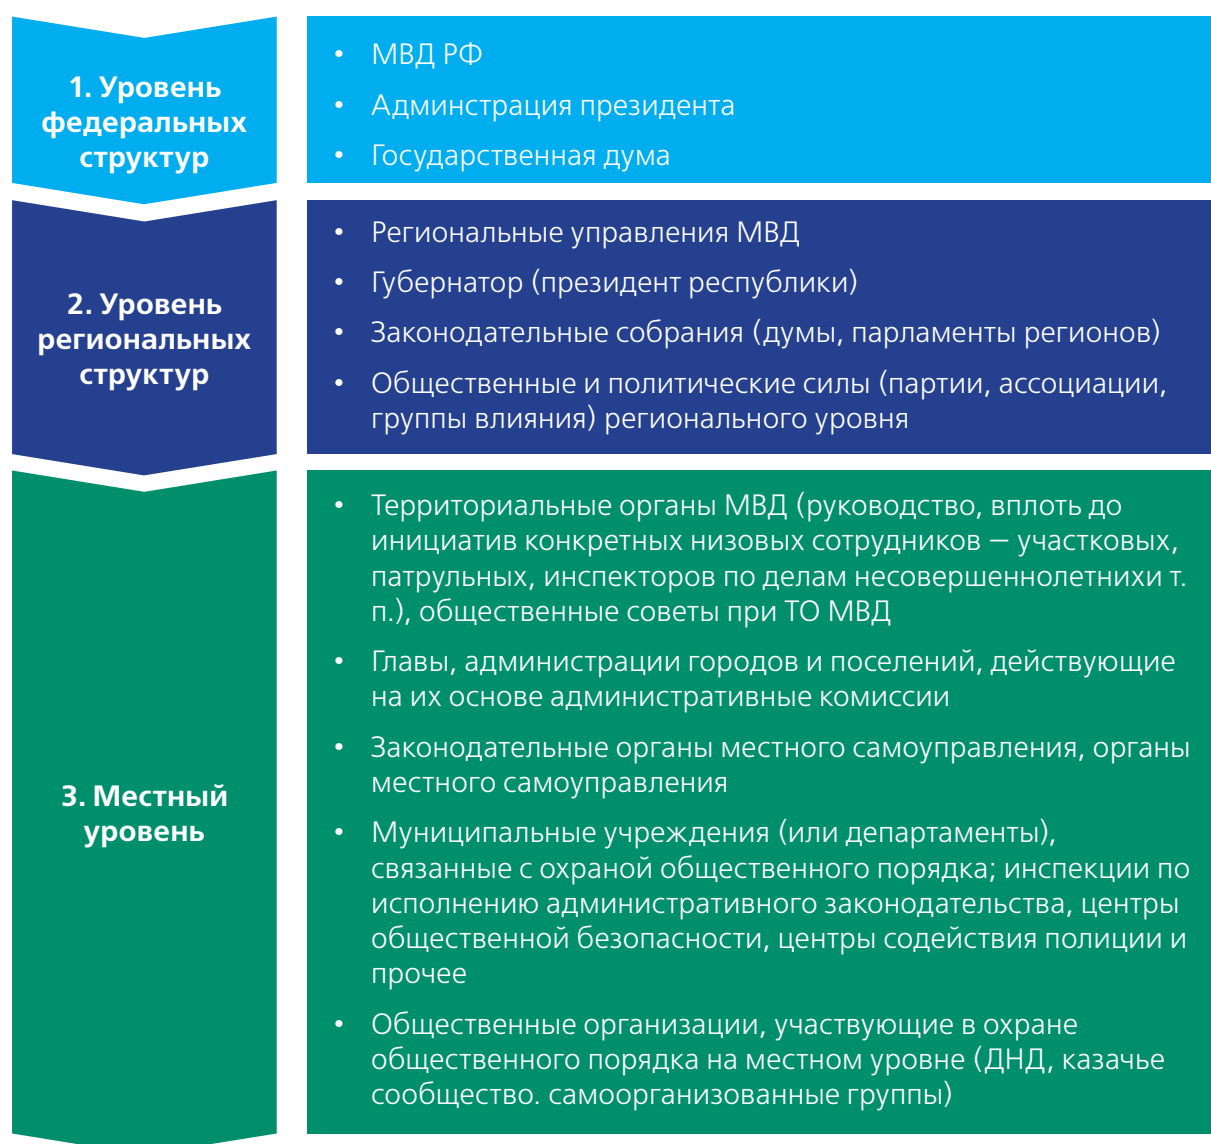 1. Уровень
федеральных
структур
• МВД РФ
• Админстрация президента
• Государственная дума
2. Уровень
региональных
структур
• Региональные управления МВД
• Губернатор (президент республики)
• Законодательные собрания (думы, парламенты регионов)
• Общественные и политические силы (партии, ассоциации,
группы влияния) регионального уровня
3. Местный
уровень
• Территориальные органы МВД (руководство, вплоть до
инициатив конкретных низовых сотрудников — участковых,
патрульных, инспекторов по делам несовершеннолетнихи т.
п.), общественные советы при ТО МВД
• Главы, администрации городов и поселений, действующие
на их основе административные комиссии
• Законодательные органы местного самоуправления, органы
местного самоуправления
• Муниципальные учреждения (или департаменты),
связанные с охраной общественного порядка; инспекции по
исполнению административного законодательства, центры
общественной безопасности, центры содействия полиции и
прочее
• Общественные организации, участвующие в охране
общественного порядка на местном уровне (ДНД, казачье
сообщество. самоорганизованные группы)